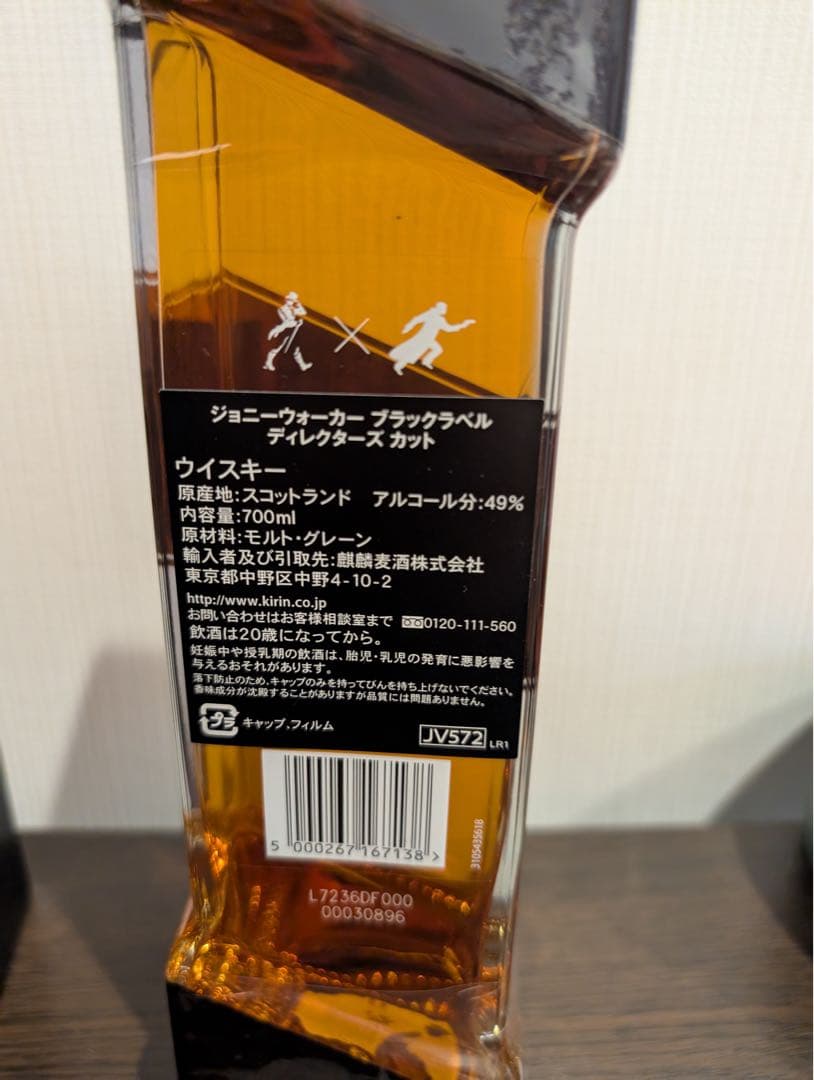 ジョニーウォーカー ブラックラベル
ディレクターズ カット
ウイスキー
原産地:スコットランド アルコール分:49%
内容量:700ml
原材料:モルト・グレーン
輸入者及び引取先:麒麟麦酒株式会社
東京都中野区中野4-10-2
http://www.kirin.co.jp
お問い合わせはお客様相談室まで 0120-111-560
飲酒は20歳になってから。
妊娠中や授乳期の飲酒は、胎児・乳児の発育に悪影響を
与えるおそれがあります。
落下防止のため、キャップのみを持ってびんを持ち上げないでください。
香味成分が沈殿することがありますが品質には問題ありません。
プラ キャップ、フィルム
JV572 LR1
5 000267 167138 >
3105435618
L7236DF000
00030896